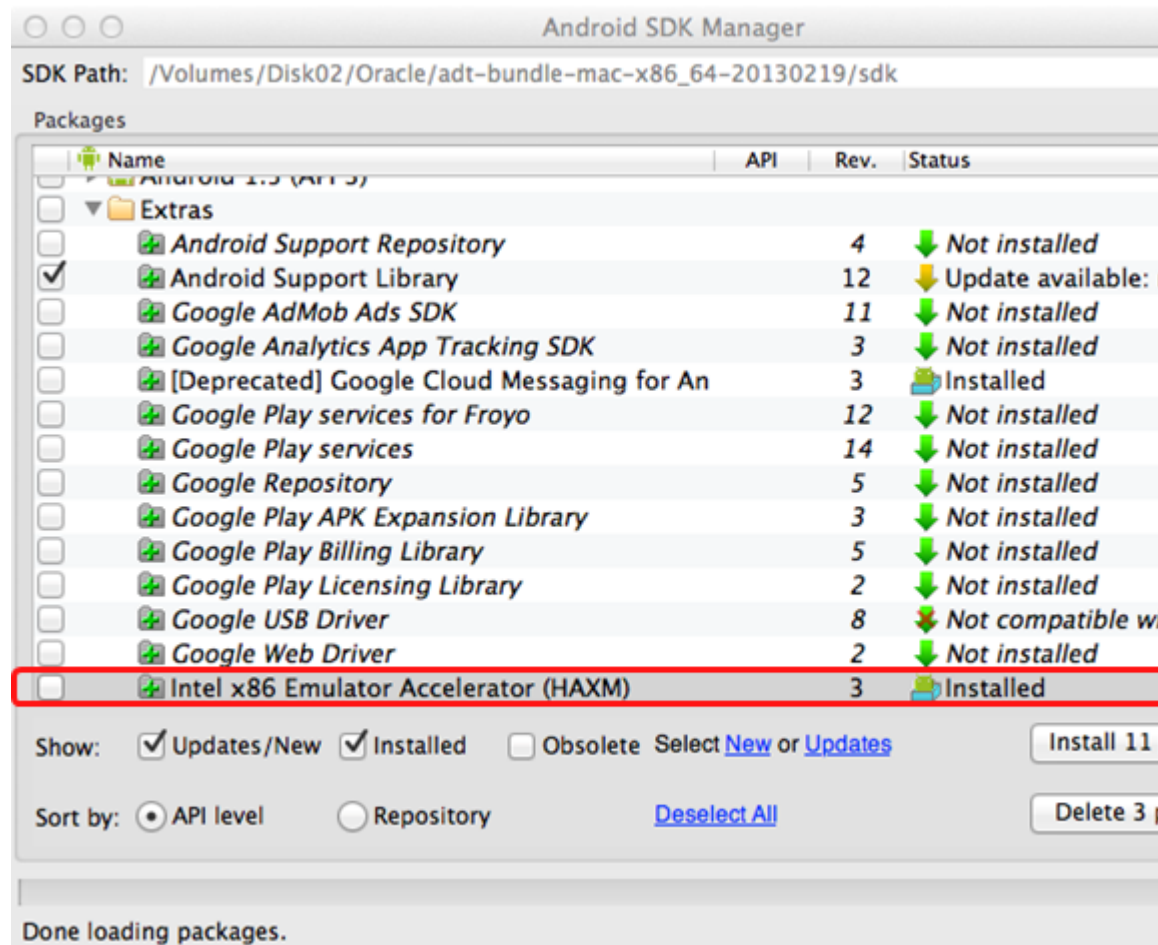 Android SDK Manager
SDK Path: /Volumes/Disk02/Oracle/adt-bundle-mac-x86_64-20130219/sdk
Packages
Name API Rev. Status
Android 1.5 (API 3)
Extras
Android Support Repository 4 Not installed
Android Support Library 12 Update available:
Google AdMob Ads SDK 11 Not installed
Google Analytics App Tracking SDK 3 Not installed
[Deprecated] Google Cloud Messaging for An 3 Installed
Google Play services for Froyo 12 Not installed
Google Play services 14 Not installed
Google Repository 5 Not installed
Google Play APK Expansion Library 3 Not installed
Google Play Billing Library 5 Not installed
Google Play Licensing Library 2 Not installed
Google USB Driver 8 Not compatible wi
Google Web Driver 2 Not installed
Intel x86 Emulator Accelerator (HAXM) 3 Installed
Show: Updates/New Installed Obsolete Select New or Updates Install 11
Sort by: API level Repository Deselect All Delete 3 p
Done loading packages.